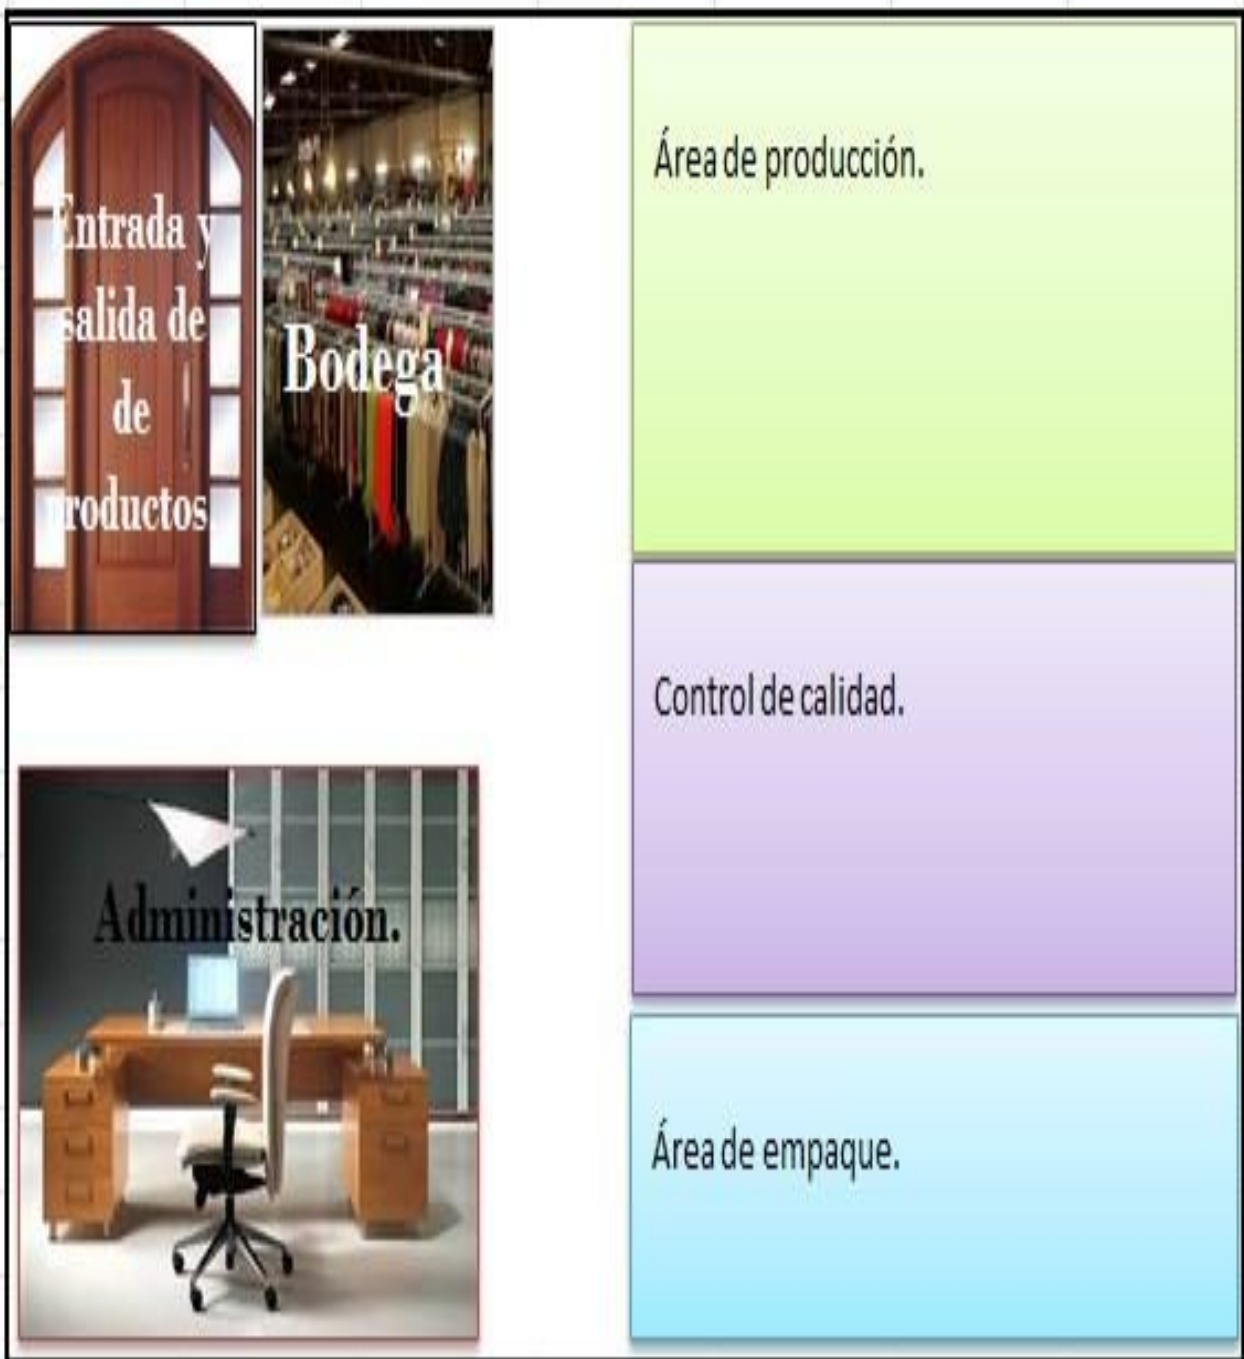 Entrada y
salida de
de
productos.
Bodega
Administración.
Área de producción.
Control de calidad.
Área de empaque.